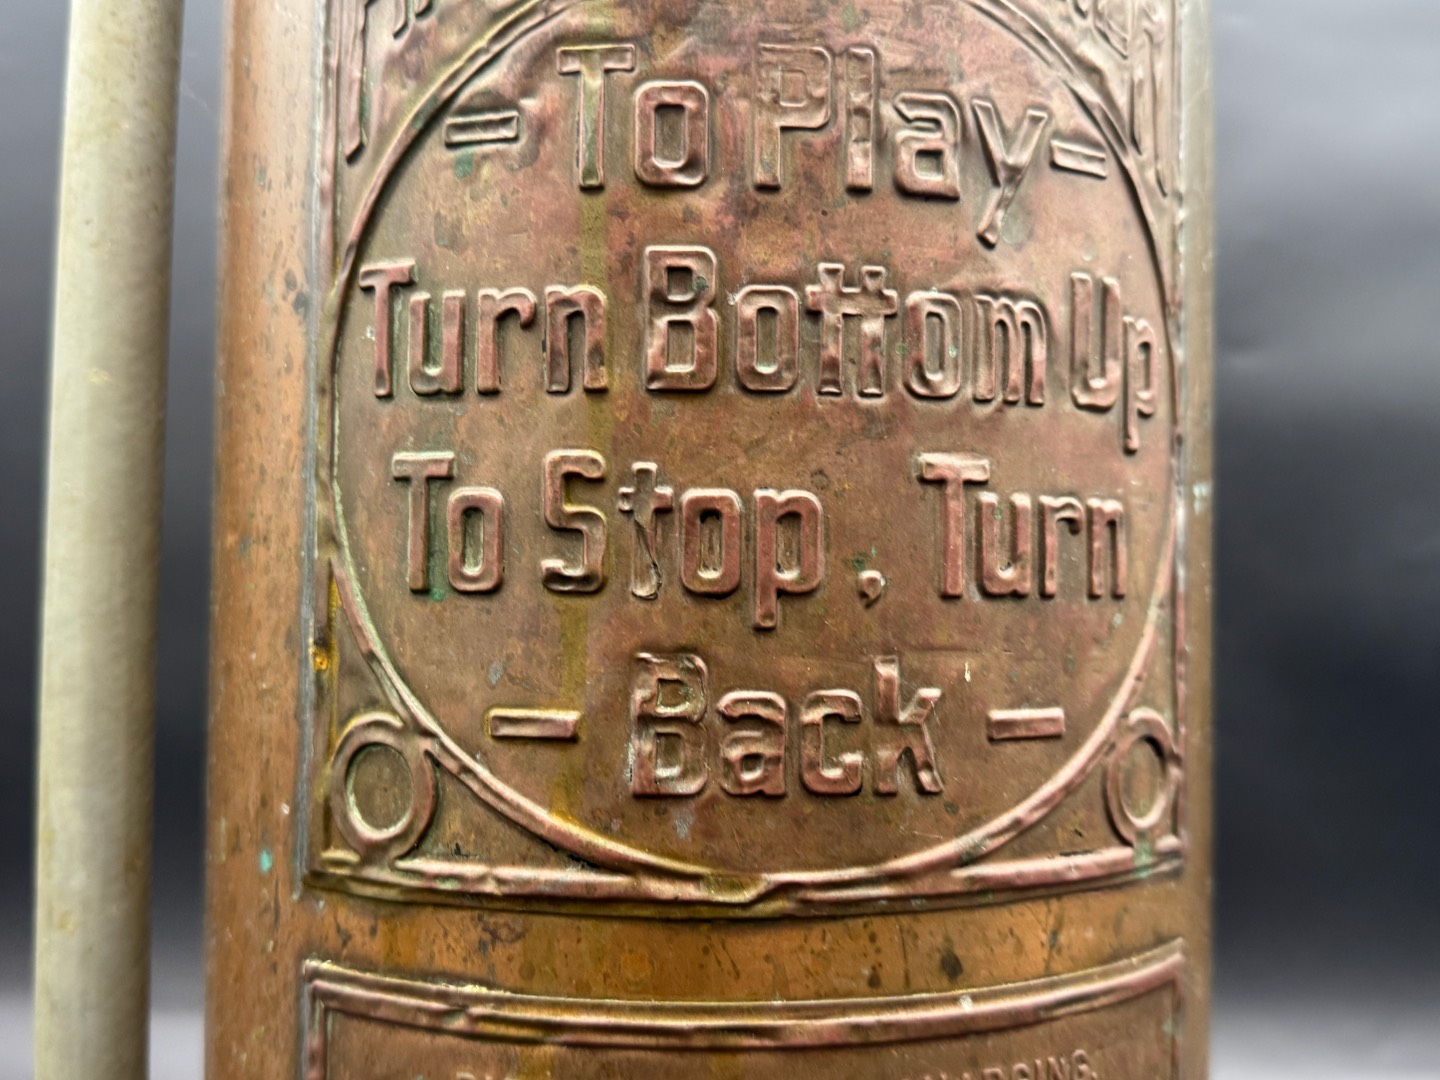 - To Play -
Turn Bottom Up
To Stop, Turn
- Back -